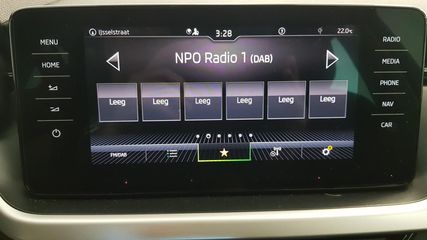 IJsselstraat 3:28 22.0°C
MENU
HOME
NPO Radio 1 (DAB)
Leeg Leeg Leeg Leeg Leeg Leeg
FM/DAB
RADIO
MEDIA
PHONE
NAV
CAR